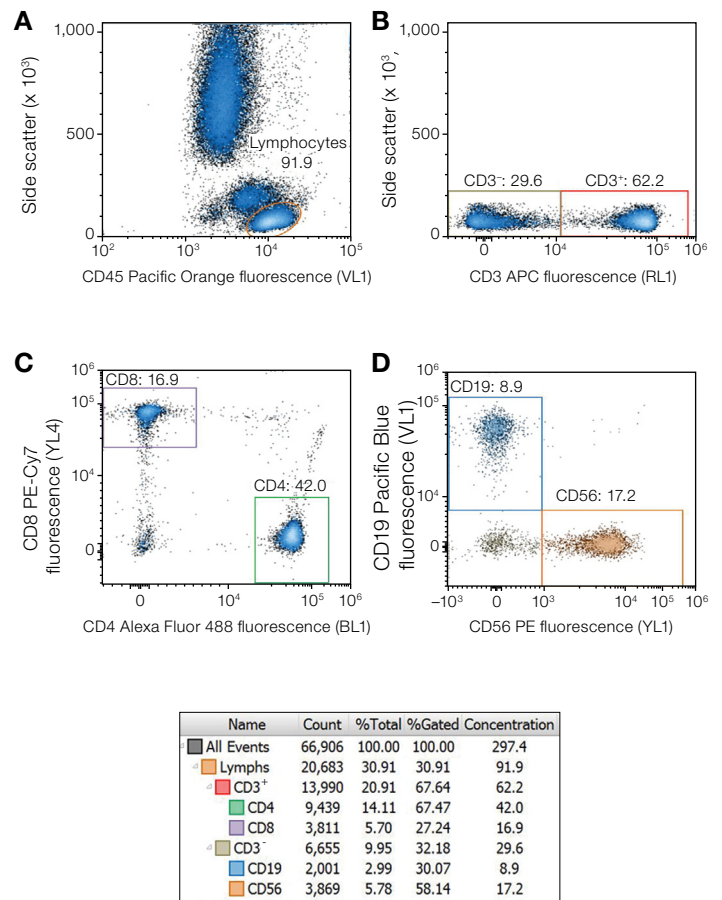 A
1,000
500
0
Side scatter (x 10³)
Lymphocytes
91.9
10² 10³ 10⁴ 10⁵
CD45 Pacific Orange fluorescence (VL1)
B
1,000
500
0
Side scatter (x 10³,
CD3⁻: 29.6 CD3⁺: 62.2
0 10⁴ 10⁵ 10⁶
CD3 APC fluorescence (RL1)
C
10⁶
10⁵
10⁴
0
CD8 PE-Cy7
fluorescence (YL4)
CD8: 16.9
CD4: 42.0
0 10⁴ 10⁵ 10⁶
CD4 Alexa Fluor 488 fluorescence (BL1)
D
10⁶
10⁵
10⁴
0
CD19 Pacific Blue
fluorescence (VL1)
CD19: 8.9
CD56: 17.2
−10³ 0 10³ 10⁴ 10⁵ 10⁶
CD56 PE fluorescence (YL1)
Name Count %Total %Gated Concentration
All Events 66,906 100.00 100.00 297.4
Lymphs 20,683 30.91 30.91 91.9
CD3⁺ 13,990 20.91 67.64 62.2
CD4 9,439 14.11 67.47 42.0
CD8 3,811 5.70 27.24 16.9
CD3⁻ 6,655 9.95 32.18 29.6
CD19 2,001 2.99 30.07 8.9
CD56 3,869 5.78 58.14 17.2